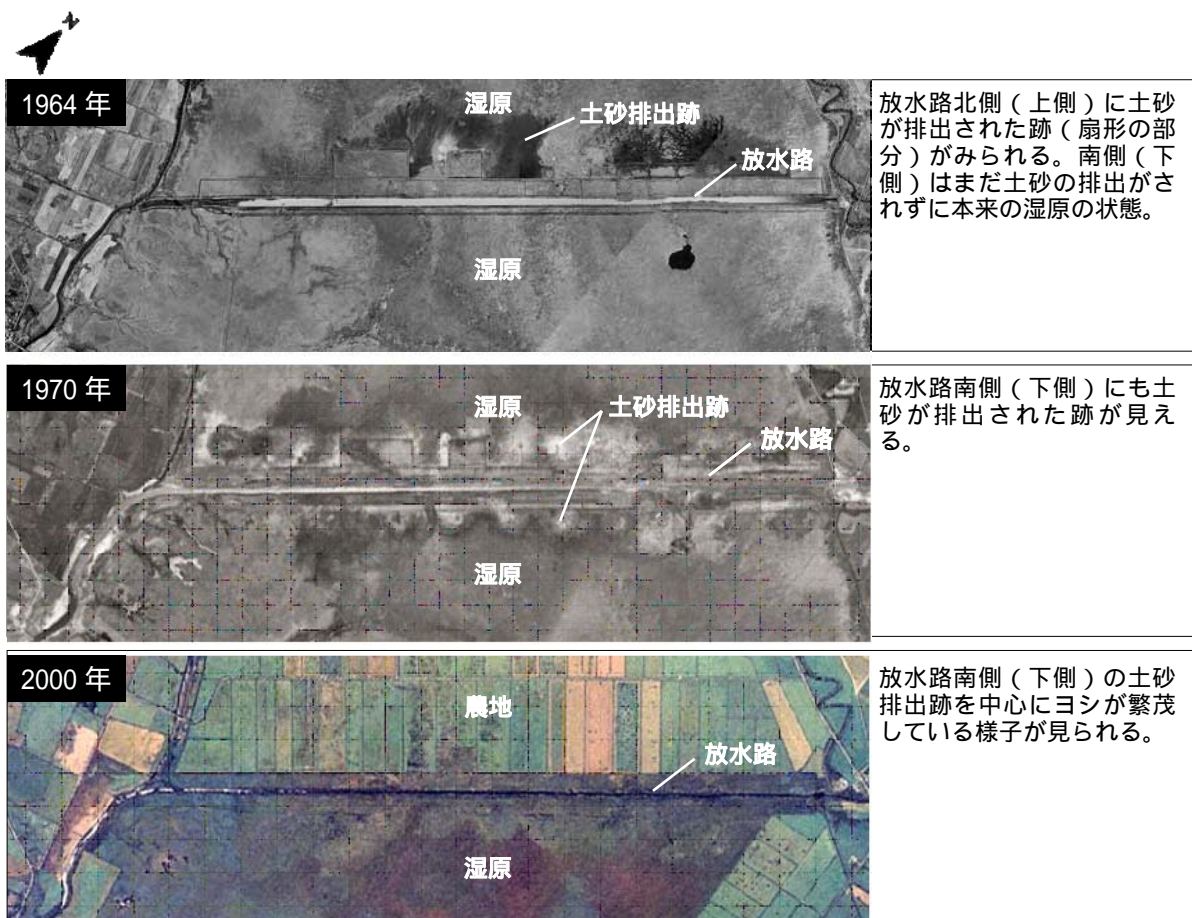 N
1964 年
湿原
土砂排出跡
放水路
湿原
放水路北側（上側）に土砂
が排出された跡（扇形の部
分）がみられる。南側（下
側）はまだ土砂の排出がさ
れずに本来の湿原の状態。
1970 年
湿原
土砂排出跡
放水路
湿原
放水路南側（下側）にも土
砂が排出された跡が見え
る。
2000 年
農地
放水路
湿原
放水路南側（下側）の土砂
排出跡を中心にヨシが繁茂
している様子が見られる。